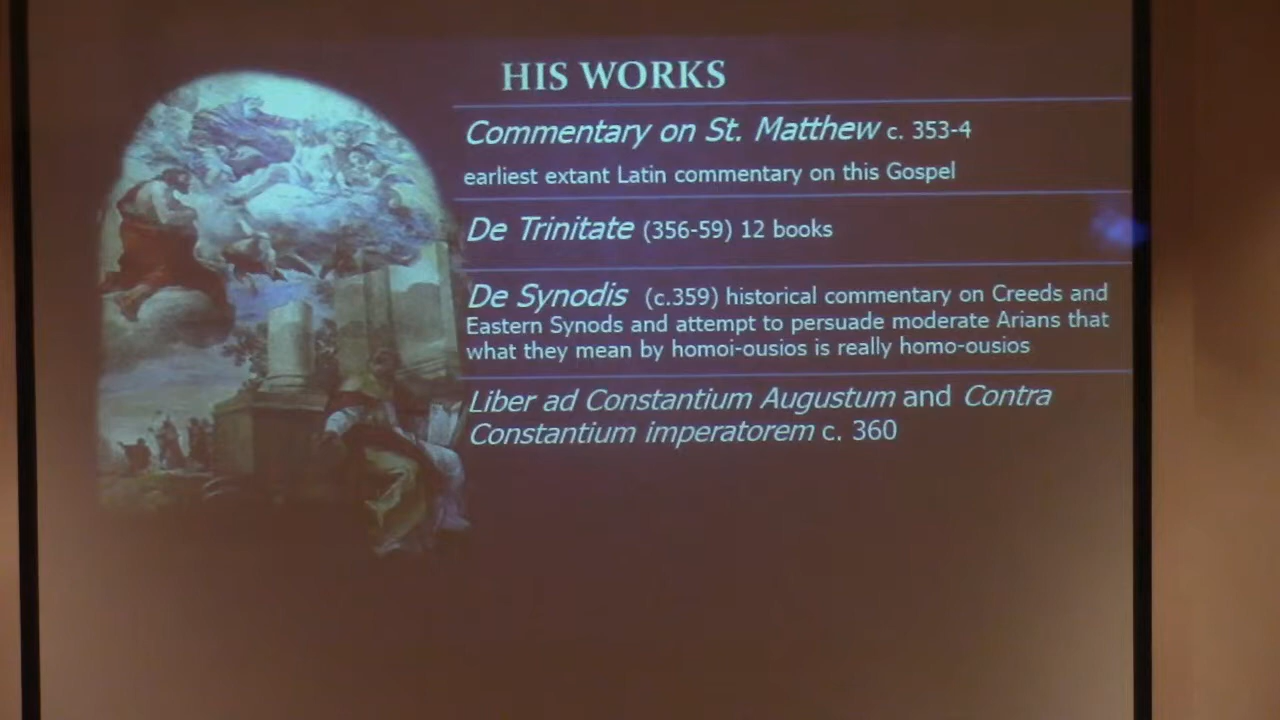 HIS WORKS
Commentary on St. Matthew c. 353-4
earliest extant Latin commentary on this Gospel
De Trinitate (356-59) 12 books
De Synodis (c.359) historical commentary on Creeds and
Eastern Synods and attempt to persuade moderate Arians that
what they mean by homoi-ousios is really homo-ousios
Liber ad Constantium Augustum and Contra
Constantium imperatorem c. 360